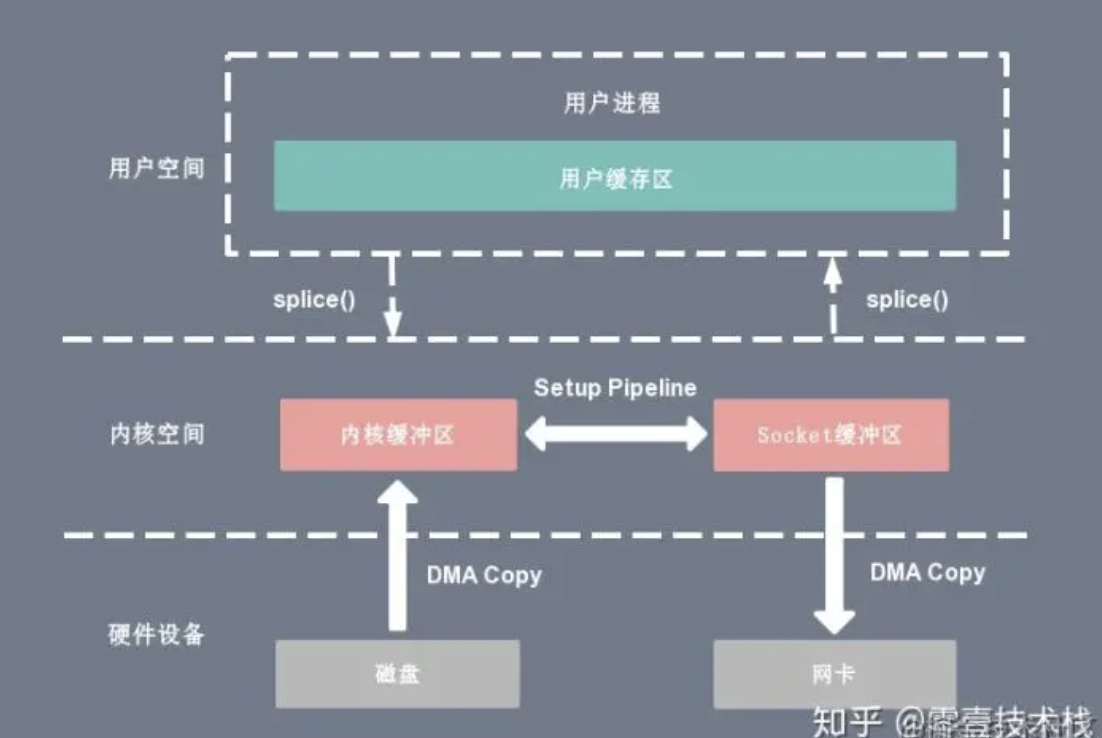 用户进程
用户空间
用户缓存区
splice()
splice()
Setup Pipeline
内核空间
内核缓冲区
Socket缓冲区
DMA Copy
DMA Copy
硬件设备
磁盘
网卡
知乎 @零壹技术栈